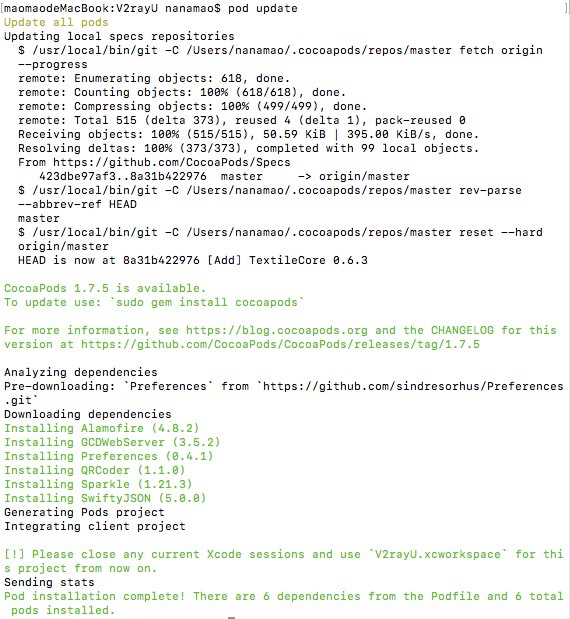 [maomaodeMacBook:V2rayU nanamao$ pod update ]
Update all pods
Updating local specs repositories
  $ /usr/local/bin/git -C /Users/nanamao/.cocoapods/repos/master fetch origin
  --progress
  remote: Enumerating objects: 618, done.
  remote: Counting objects: 100% (618/618), done.
  remote: Compressing objects: 100% (499/499), done.
  remote: Total 515 (delta 373), reused 4 (delta 1), pack-reused 0
  Receiving objects: 100% (515/515), 50.59 KiB | 395.00 KiB/s, done.
  Resolving deltas: 100% (373/373), completed with 99 local objects.
  From https://github.com/CocoaPods/Specs
     423dbe97af3..8a31b422976  master     -> origin/master
  $ /usr/local/bin/git -C /Users/nanamao/.cocoapods/repos/master rev-parse
  --abbrev-ref HEAD
  master
  $ /usr/local/bin/git -C /Users/nanamao/.cocoapods/repos/master reset --hard
  origin/master
  HEAD is now at 8a31b422976 [Add] TextileCore 0.6.3
CocoaPods 1.7.5 is available.
To update use: `sudo gem install cocoapods`
For more information, see https://blog.cocoapods.org and the CHANGELOG for this
version at https://github.com/CocoaPods/CocoaPods/releases/tag/1.7.5
Analyzing dependencies
Pre-downloading: `Preferences` from `https://github.com/sindresorhus/Preferences
.git`
Downloading dependencies
Installing Alamofire (4.8.2)
Installing GCDWebServer (3.5.2)
Installing Preferences (0.4.1)
Installing QRCoder (1.1.0)
Installing Sparkle (1.21.3)
Installing SwiftyJSON (5.0.0)
Generating Pods project
Integrating client project
[!] Please close any current Xcode sessions and use `V2rayU.xcworkspace` for thi
s project from now on.
Sending stats
Pod installation complete! There are 6 dependencies from the Podfile and 6 total
 pods installed.